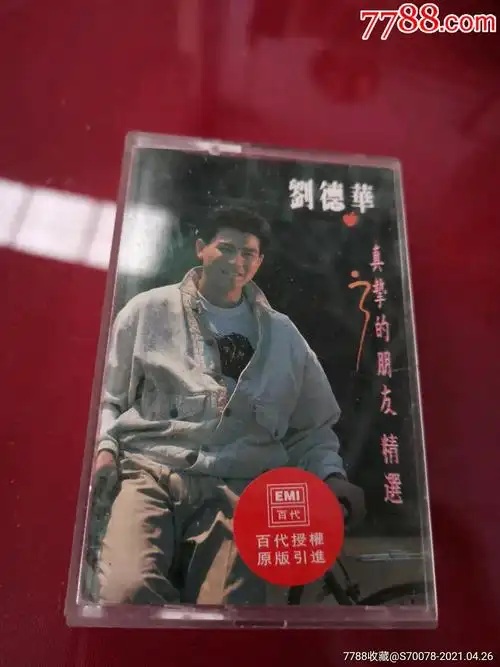 7788.com
劉德華
真摯的朋友 精選
EMI
百代
百代授權
原版引進
7788收藏@S70078-2021.04.26